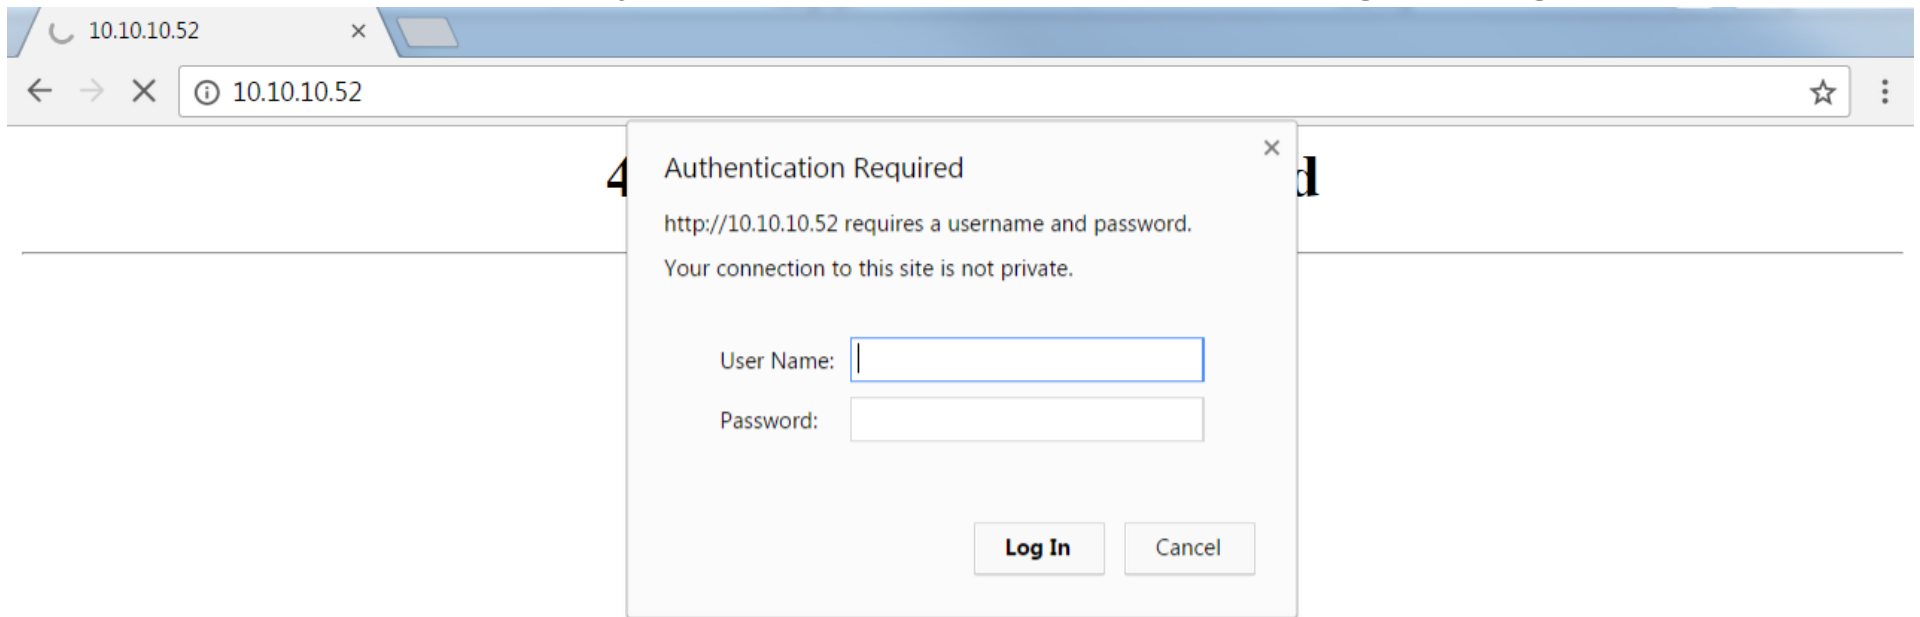 10.10.10.52
10.10.10.52
Authentication Required
4 d
http://10.10.10.52 requires a username and password.
Your connection to this site is not private.
User Name:
Password:
Log In Cancel